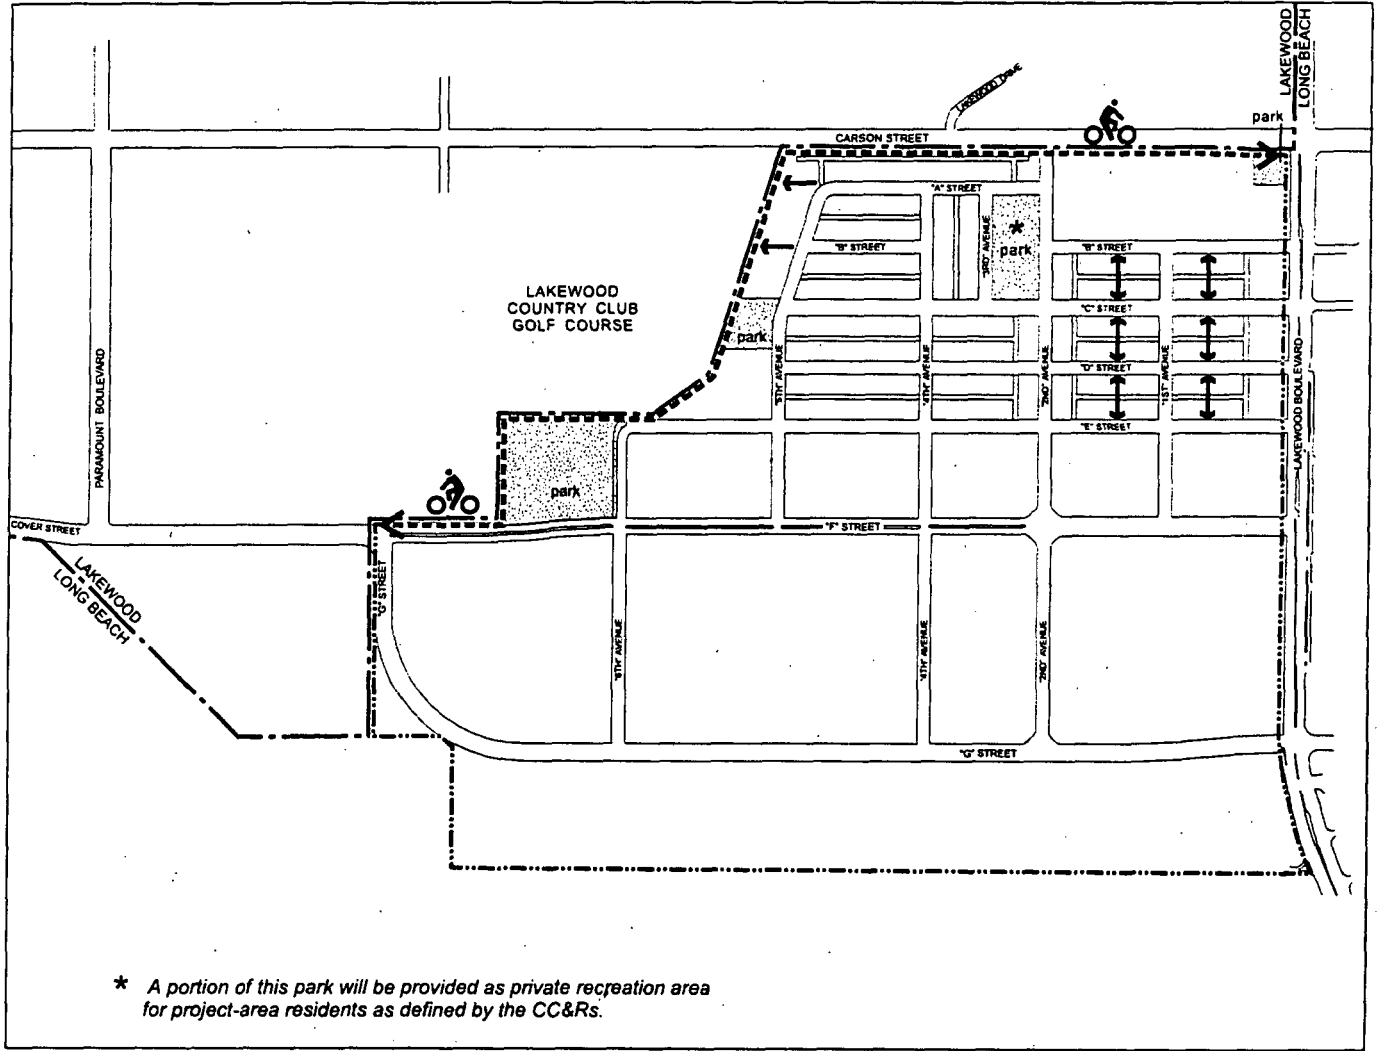 LAKEWOOD
LONG BEACH
LAKEWOOD DRIVE
park
CARSON STREET
"A" STREET
"3RD" AVENUE
*
park
"B" STREET
"B" STREET
LAKEWOOD
COUNTRY CLUB
GOLF COURSE
"C" STREET
park
PARAMOUNT BOULEVARD
"5TH" AVENUE
"4TH" AVENUE
"2ND" AVENUE
"D" STREET
"1ST" AVENUE
LAKEWOOD BOULEVARD
"E" STREET
park
COVER STREET
"F" STREET
LAKEWOOD
LONG BEACH
"G" STREET
"6TH" AVENUE
"4TH" AVENUE
"2ND" AVENUE
"G" STREET
* A portion of this park will be provided as private recreation area
for project-area residents as defined by the CC&Rs.